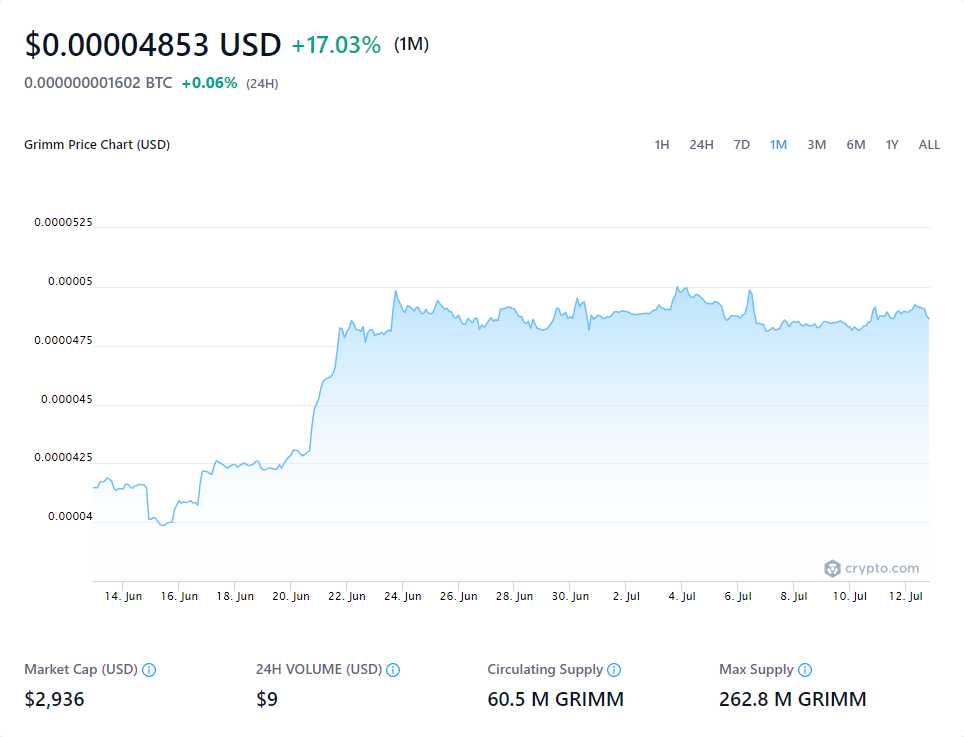 $0.00004853 USD +17.03% (1M)
0.000000001602 BTC +0.06% (24H)
Grimm Price Chart (USD)
1H 24H 7D 1M 3M 6M 1Y ALL
0.0000525
0.00005
0.0000475
0.000045
0.0000425
0.00004
crypto.com
14. Jun 16. Jun 18. Jun 20. Jun 22. Jun 24. Jun 26. Jun 28. Jun 30. Jun 2. Jul 4. Jul 6. Jul 8. Jul 10. Jul 12. Jul
Market Cap (USD) 24H VOLUME (USD) Circulating Supply Max Supply
$2,936 $9 60.5 M GRIMM 262.8 M GRIMM